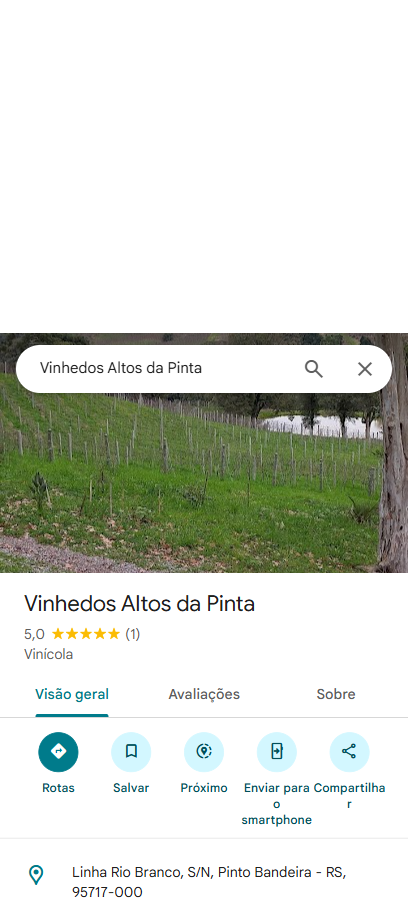 Vinhedos Altos da Pinta
Vinhedos Altos da Pinta
5,0 (1)
Vinícola
Visão geral Avaliações Sobre
Rotas Salvar Próximo Enviar para o smartphone Compartilhar
Linha Rio Branco, S/N, Pinto Bandeira - RS,
95717-000